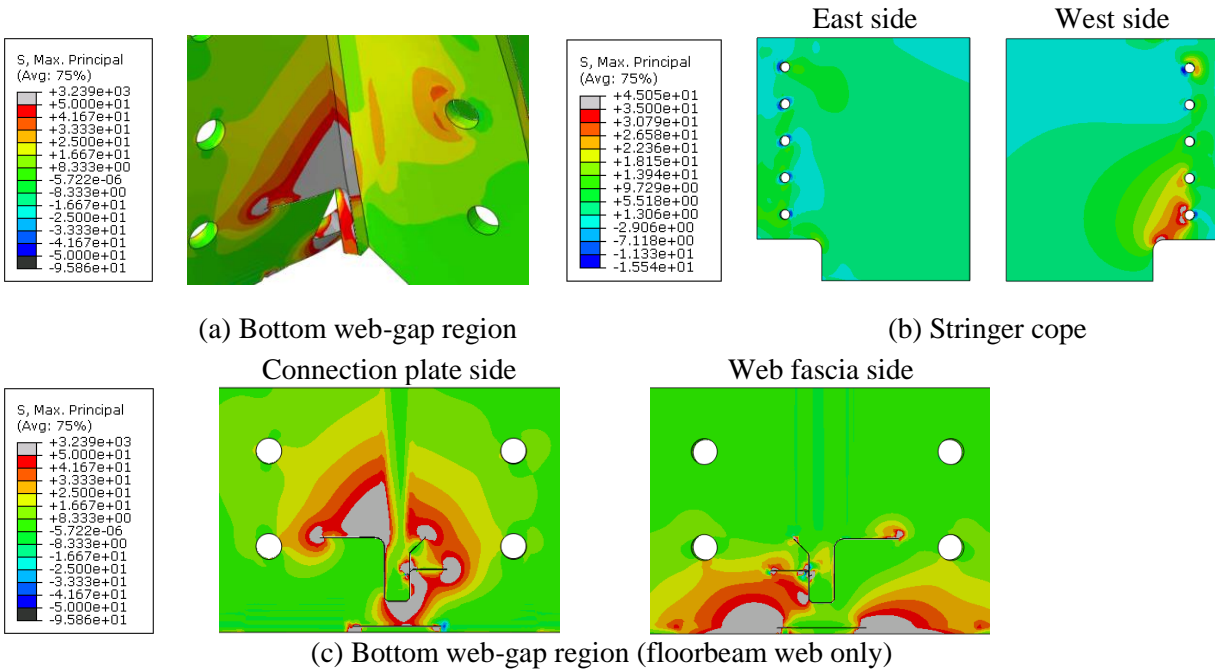 East side
West side
S, Max. Principal
(Avg: 75%)
+3.239e+03
+5.000e+01
+4.167e+01
+3.333e+01
+2.500e+01
+1.667e+01
+8.333e+00
-5.722e-06
-8.333e+00
-1.667e+01
-2.500e+01
-3.333e+01
-4.167e+01
-5.000e+01
-9.586e+01
S, Max. Principal
(Avg: 75%)
+4.505e+01
+3.500e+01
+3.079e+01
+2.658e+01
+2.236e+01
+1.815e+01
+1.394e+01
+9.729e+00
+5.518e+00
+1.306e+00
-2.906e+00
-7.118e+00
-1.133e+01
-1.554e+01
(a) Bottom web-gap region
(b) Stringer cope
Connection plate side
Web fascia side
S, Max. Principal
(Avg: 75%)
+3.239e+03
+5.000e+01
+4.167e+01
+3.333e+01
+2.500e+01
+1.667e+01
+8.333e+00
-5.722e-06
-8.333e+00
-1.667e+01
-2.500e+01
-3.333e+01
-4.167e+01
-5.000e+01
-9.586e+01
(c) Bottom web-gap region (floorbeam web only)